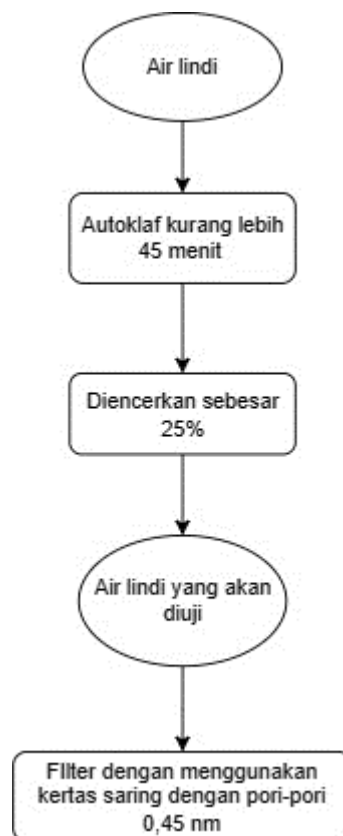 Air lindi
Autoklaf kurang lebih
45 menit
Diencerkan sebesar
25%
Air lindi yang akan
diuji
FIlter dengan menggunakan
kertas saring dengan pori-pori
0,45 nm